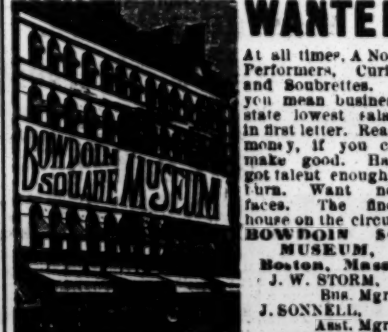 BOWDOIN
SQUARE MUSEUM
WANTE
At all times, A No
Performers, Curi
and Soubrettes.
you mean busines
state lowest sala
in first letter. Rea
money, if you c
make good. Hav
got talent enough
turn. Want n
faces. The fine
house on the circu
BOWDOIN S
MUSEUM,
Boston, Mass
J. W. STORM,
Bus. Mgr
J. SONNELL,
Asst. Mgr